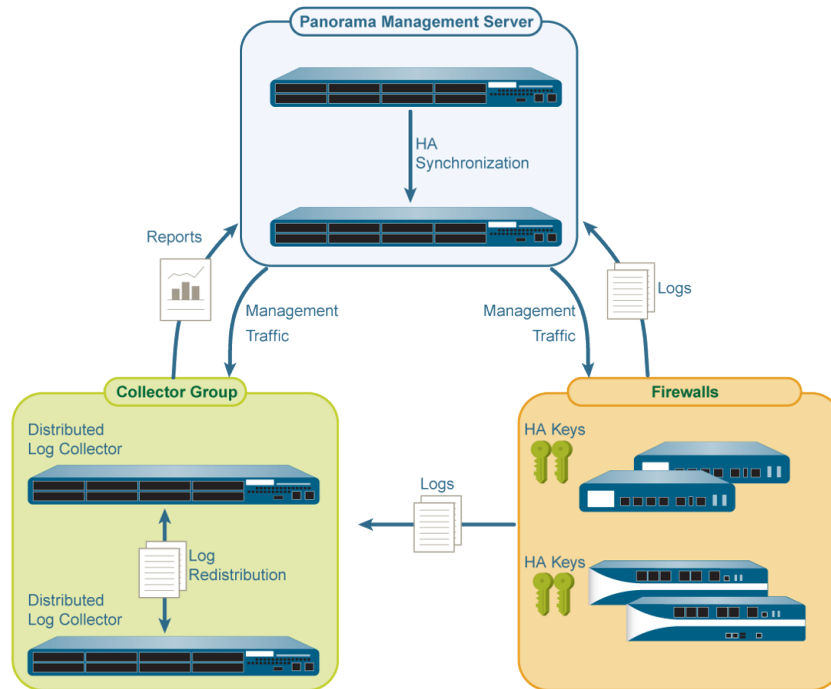 Panorama Management Server
HA
Synchronization
Reports
Logs
Management
Traffic
Management
Traffic
Collector Group
Firewalls
Distributed
Log Collector
HA Keys
Logs
Log
Redistribution
HA Keys
Distributed
Log Collector